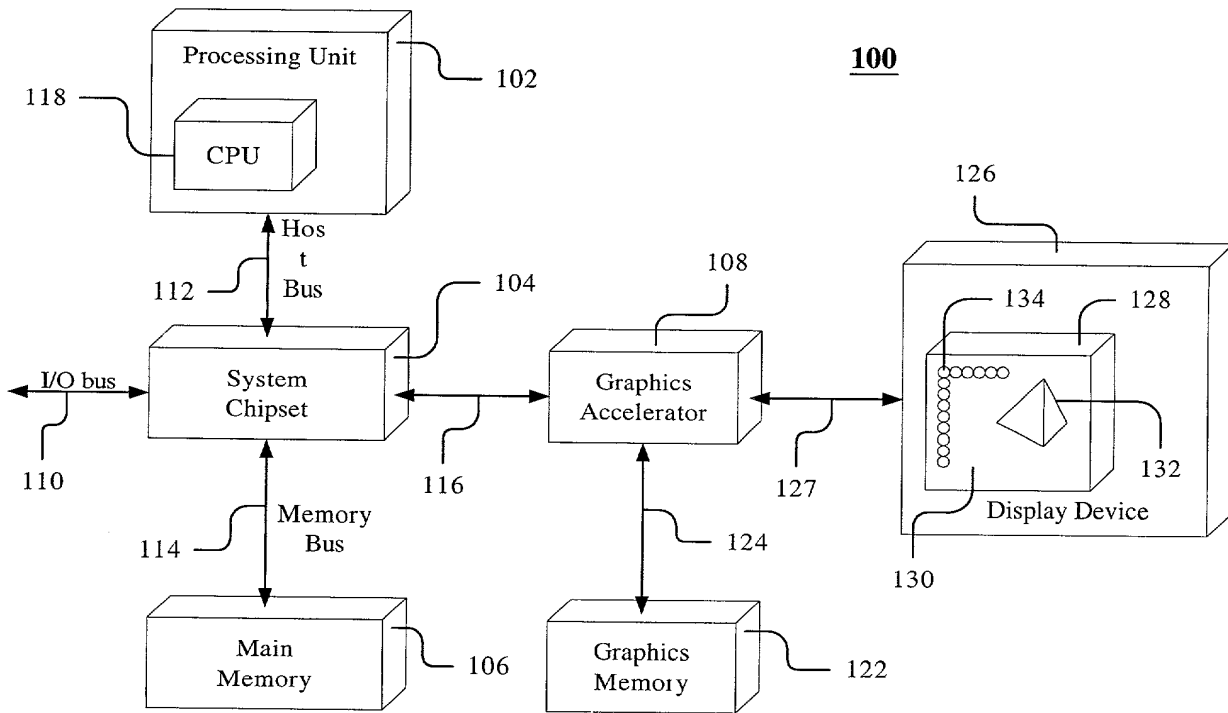 Processing Unit
102
100
118
CPU
126
Hos
t
Bus
112
104
108
134
128
I/O bus
System
Chipset
Graphics
Accelerator
110
116
127
132
114
Memory
Bus
124
Display Device
130
Main
Memory
106
Graphics
Memory
122